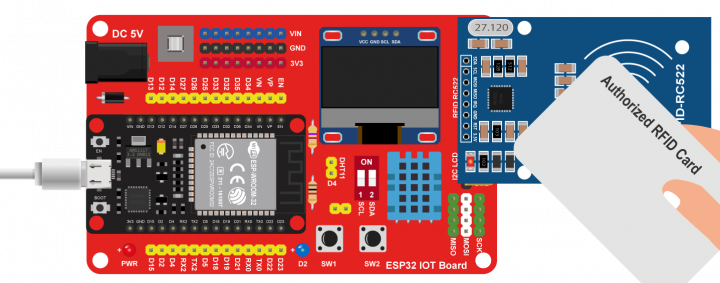 DC 5V
VIN
GND
3V3
D13
D12
D14
D27
D26
D25
D33
D32
D35
D34
VN
VP
EN
VCC GND SCL SDA
27.120
RFID RC522
ID-RC522
Authorized RFID Card
EN
BOOT
ESP-WROOM-32
DHT11
D4
ON
1 2
SCL
SDA
I2C LCD
MISO
MOSI
SCK
+
PWR
D15
D2
D4
RX2
TX2
D5
D18
D19
D21
RX0
TX0
D22
D23
+
D2
SW1
SW2
ESP32 IOT Board